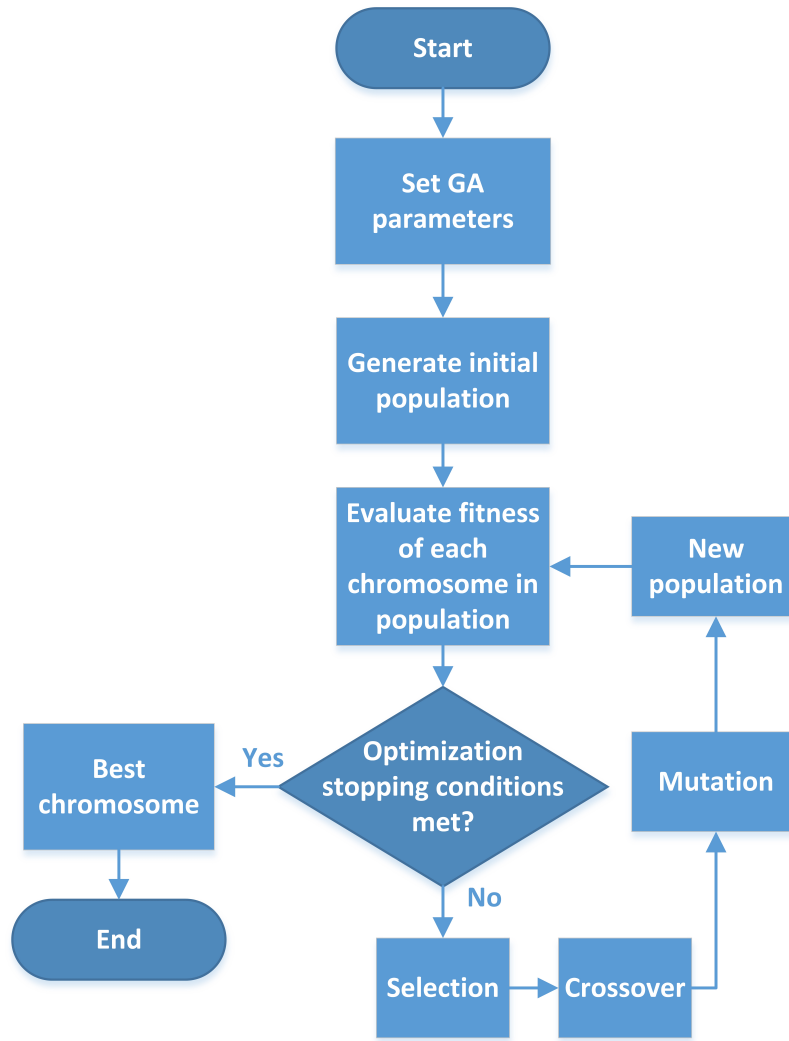 Start
Set GA
parameters
Generate initial
population
Evaluate fitness
of each
chromosome in
population
New
population
Optimization
stopping conditions
met?
Yes
Best
chromosome
Mutation
No
End
Selection
Crossover